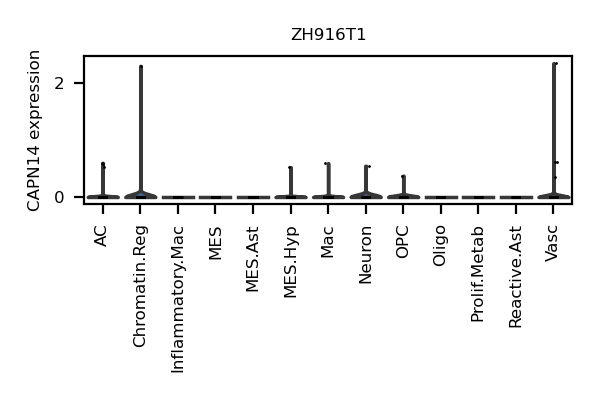 ZH916T1
CAPN14 expression
2
0
AC
Chromatin.Reg
Inflammatory.Mac
MES
MES.Ast
MES.Hyp
Mac
Neuron
OPC
Oligo
Prolif.Metab
Reactive.Ast
Vasc